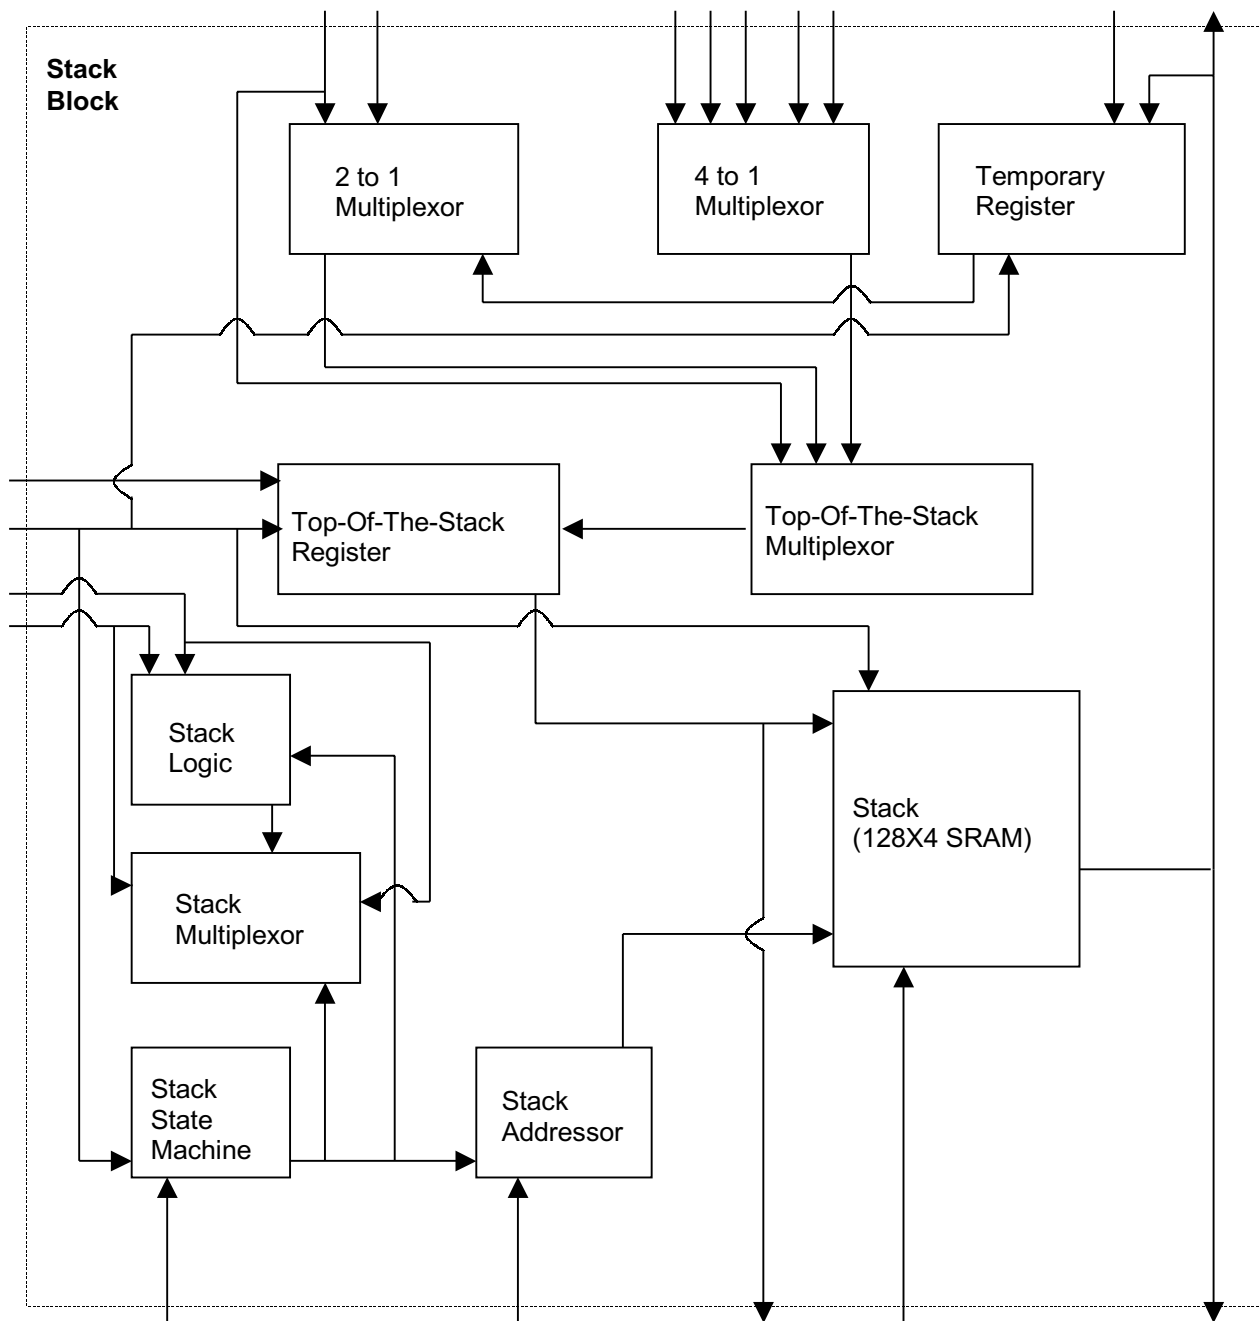 Stack
Block
2 to 1
Multiplexor
4 to 1
Multiplexor
Temporary
Register
Top-Of-The-Stack
Register
Top-Of-The-Stack
Multiplexor
Stack
Logic
Stack
(128X4 SRAM)
Stack
Multiplexor
Stack
State
Machine
Stack
Addressor